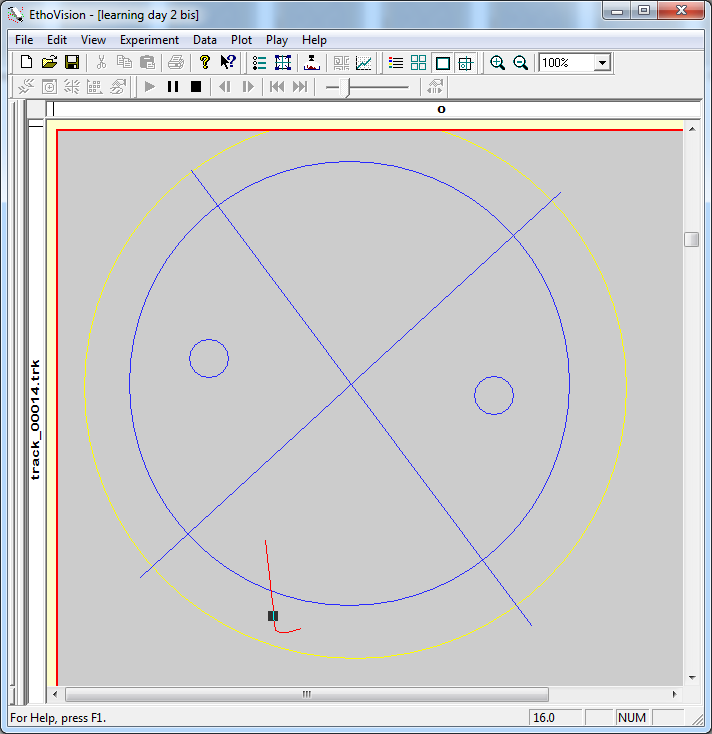 EthoVision - [learning day 2 bis]
File Edit View Experiment Data Plot Play Help
100%
o
track_00014.trk
For Help, press F1.
16.0
NUM